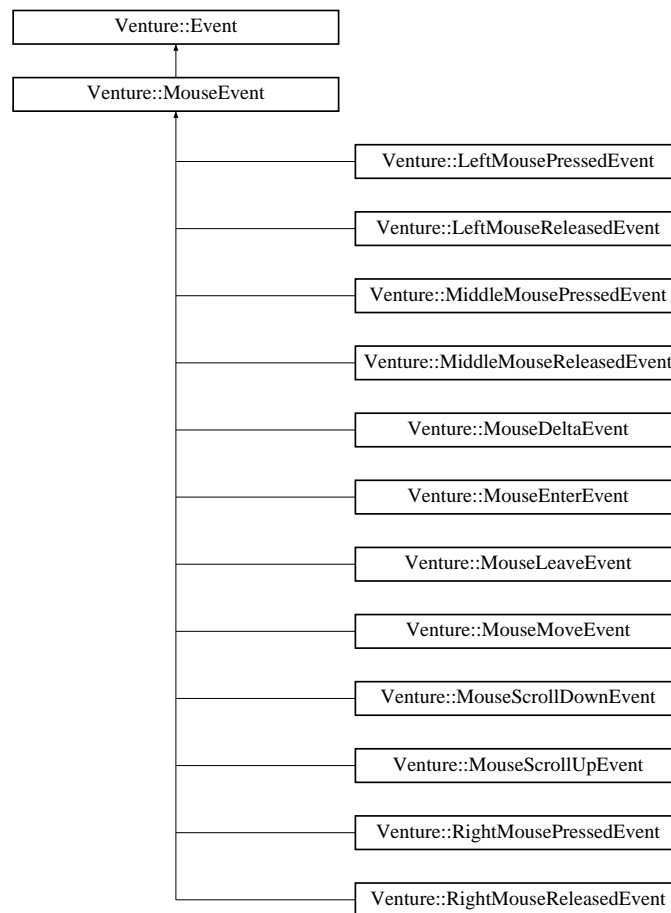 Venture::Event
Venture::MouseEvent
Venture::LeftMousePressedEvent
Venture::LeftMouseReleasedEvent
Venture::MiddleMousePressedEvent
Venture::MiddleMouseReleasedEvent
Venture::MouseDeltaEvent
Venture::MouseEnterEvent
Venture::MouseLeaveEvent
Venture::MouseMoveEvent
Venture::MouseScrollDownEvent
Venture::MouseScrollUpEvent
Venture::RightMousePressedEvent
Venture::RightMouseReleasedEvent